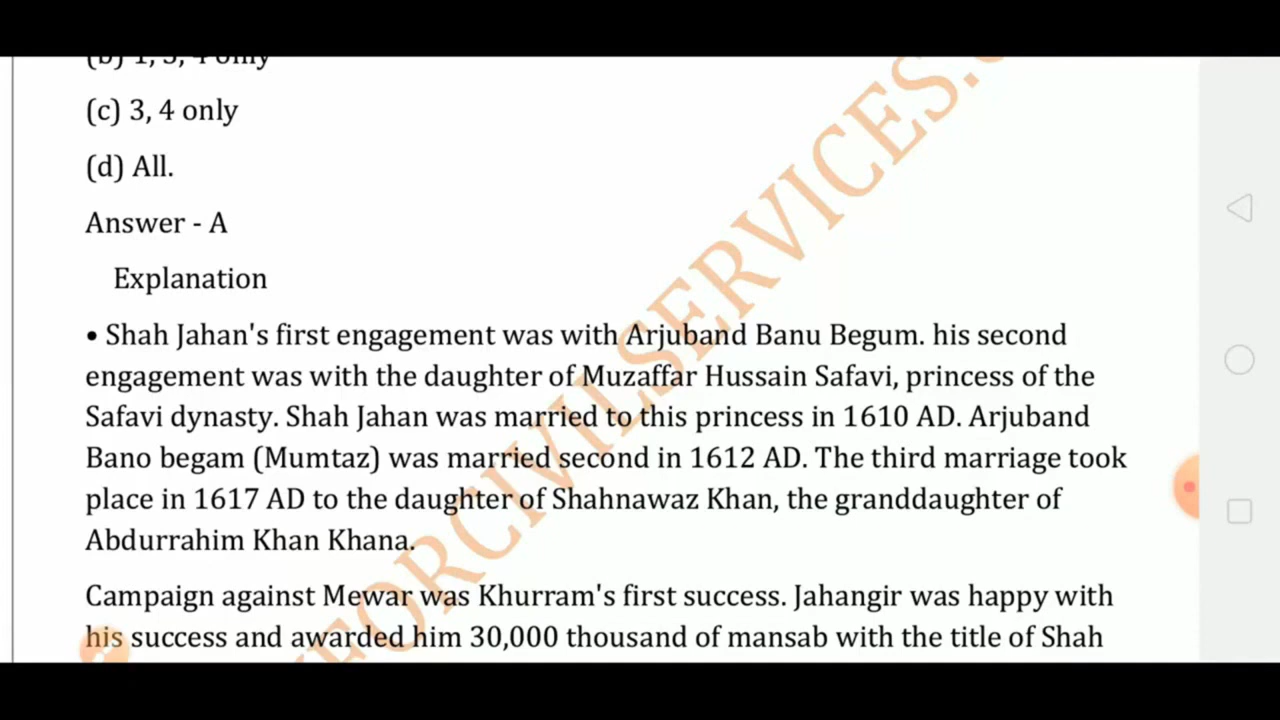 (b) 1, 3, 4 only
(c) 3, 4 only
(d) All.
Answer - A
Explanation
• Shah Jahan's first engagement was with Arjuband Banu Begum. his second
engagement was with the daughter of Muzaffar Hussain Safavi, princess of the
Safavi dynasty. Shah Jahan was married to this princess in 1610 AD. Arjuband
Bano begam (Mumtaz) was married second in 1612 AD. The third marriage took
place in 1617 AD to the daughter of Shahnawaz Khan, the granddaughter of
Abdurrahim Khan Khana.
Campaign against Mewar was Khurram's first success. Jahangir was happy with
his success and awarded him 30,000 thousand of mansab with the title of Shah
FORCIVILSERVICES.